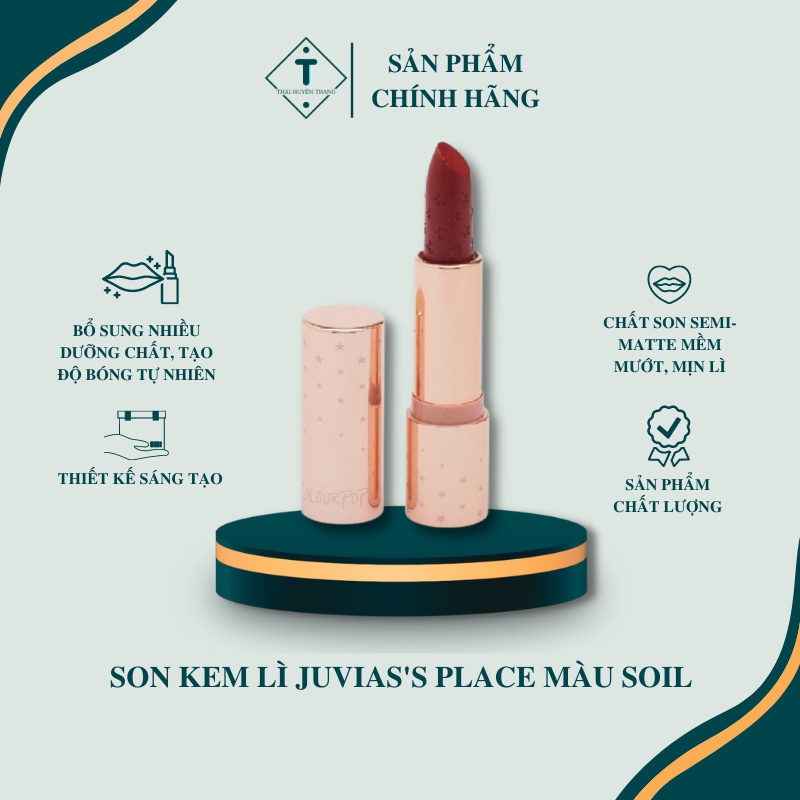 T
THÁI HUYỀN TRANG
SẢN PHẨM
CHÍNH HÃNG
BỔ SUNG NHIỀU
DƯỠNG CHẤT, TẠO
ĐỘ BÓNG TỰ NHIÊN
THIẾT KẾ SÁNG TẠO
CHẤT SON SEMI-
MATTE MỀM
MƯỚT, MỊN LÌ
SẢN PHẨM
CHẤT LƯỢNG
OLOURPOP
SON KEM LÌ JUVIAS'S PLACE MÀU SOIL